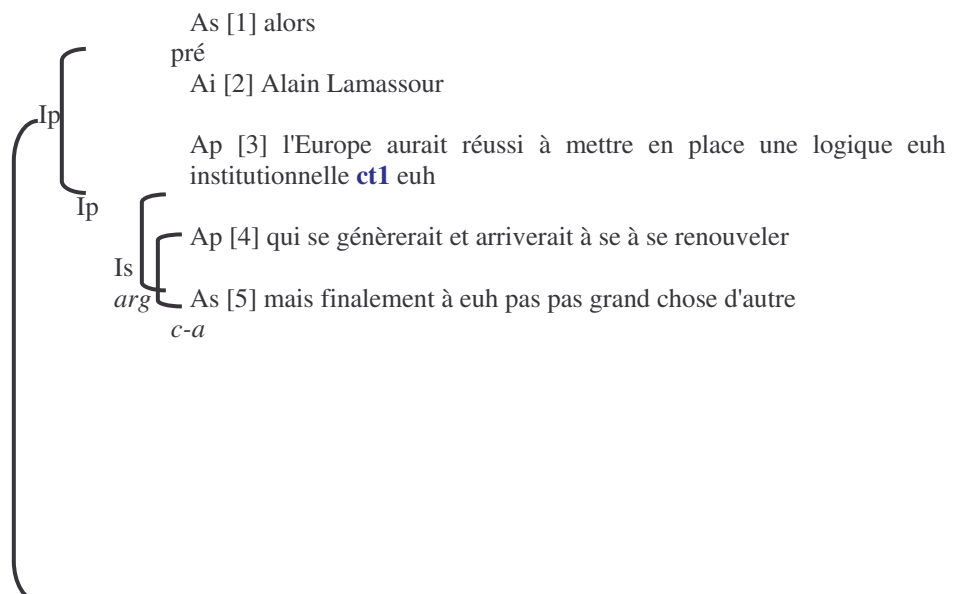 As [1] alors
pré
Ai [2] Alain Lamassour
Ip
Ap [3] l'Europe aurait réussi à mettre en place une logique euh
institutionnelle ct1 euh
Ip
Ap [4] qui se génèrerait et arriverait à se à se renouveler
Is
arg As [5] mais finalement à euh pas pas grand chose d'autre
c-a